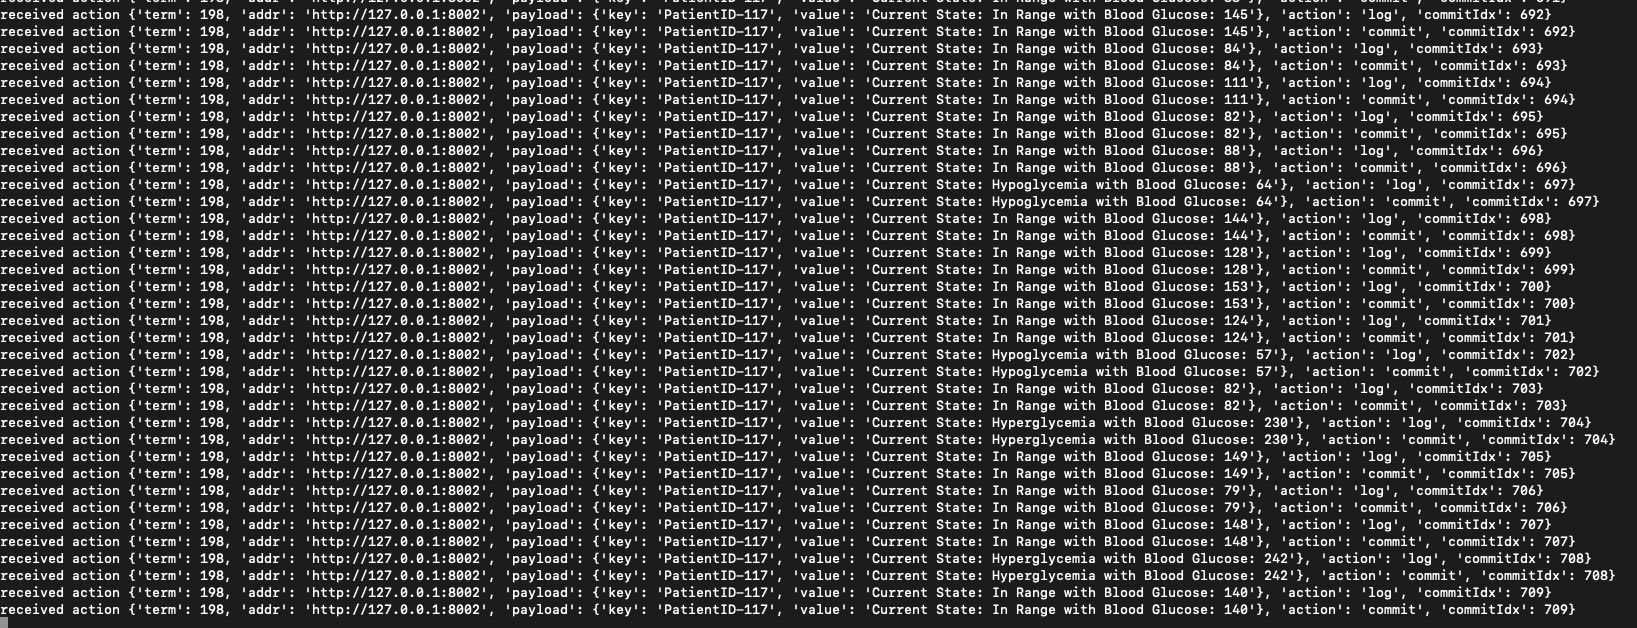 received action {'term': 198, 'addr': 'http://127.0.0.1:8002', 'payload': {'key': 'PatientID-117', 'value': 'Current State: In Range with Blood Glucose: 145'}, 'action': 'log', 'commitIdx': 692}
received action {'term': 198, 'addr': 'http://127.0.0.1:8002', 'payload': {'key': 'PatientID-117', 'value': 'Current State: In Range with Blood Glucose: 145'}, 'action': 'commit', 'commitIdx': 692}
received action {'term': 198, 'addr': 'http://127.0.0.1:8002', 'payload': {'key': 'PatientID-117', 'value': 'Current State: In Range with Blood Glucose: 84'}, 'action': 'log', 'commitIdx': 693}
received action {'term': 198, 'addr': 'http://127.0.0.1:8002', 'payload': {'key': 'PatientID-117', 'value': 'Current State: In Range with Blood Glucose: 84'}, 'action': 'commit', 'commitIdx': 693}
received action {'term': 198, 'addr': 'http://127.0.0.1:8002', 'payload': {'key': 'PatientID-117', 'value': 'Current State: In Range with Blood Glucose: 111'}, 'action': 'log', 'commitIdx': 694}
received action {'term': 198, 'addr': 'http://127.0.0.1:8002', 'payload': {'key': 'PatientID-117', 'value': 'Current State: In Range with Blood Glucose: 111'}, 'action': 'commit', 'commitIdx': 694}
received action {'term': 198, 'addr': 'http://127.0.0.1:8002', 'payload': {'key': 'PatientID-117', 'value': 'Current State: In Range with Blood Glucose: 82'}, 'action': 'log', 'commitIdx': 695}
received action {'term': 198, 'addr': 'http://127.0.0.1:8002', 'payload': {'key': 'PatientID-117', 'value': 'Current State: In Range with Blood Glucose: 82'}, 'action': 'commit', 'commitIdx': 695}
received action {'term': 198, 'addr': 'http://127.0.0.1:8002', 'payload': {'key': 'PatientID-117', 'value': 'Current State: In Range with Blood Glucose: 88'}, 'action': 'log', 'commitIdx': 696}
received action {'term': 198, 'addr': 'http://127.0.0.1:8002', 'payload': {'key': 'PatientID-117', 'value': 'Current State: In Range with Blood Glucose: 88'}, 'action': 'commit', 'commitIdx': 696}
received action {'term': 198, 'addr': 'http://127.0.0.1:8002', 'payload': {'key': 'PatientID-117', 'value': 'Current State: Hypoglycemia with Blood Glucose: 64'}, 'action': 'log', 'commitIdx': 697}
received action {'term': 198, 'addr': 'http://127.0.0.1:8002', 'payload': {'key': 'PatientID-117', 'value': 'Current State: Hypoglycemia with Blood Glucose: 64'}, 'action': 'commit', 'commitIdx': 697}
received action {'term': 198, 'addr': 'http://127.0.0.1:8002', 'payload': {'key': 'PatientID-117', 'value': 'Current State: In Range with Blood Glucose: 144'}, 'action': 'log', 'commitIdx': 698}
received action {'term': 198, 'addr': 'http://127.0.0.1:8002', 'payload': {'key': 'PatientID-117', 'value': 'Current State: In Range with Blood Glucose: 144'}, 'action': 'commit', 'commitIdx': 698}
received action {'term': 198, 'addr': 'http://127.0.0.1:8002', 'payload': {'key': 'PatientID-117', 'value': 'Current State: In Range with Blood Glucose: 128'}, 'action': 'log', 'commitIdx': 699}
received action {'term': 198, 'addr': 'http://127.0.0.1:8002', 'payload': {'key': 'PatientID-117', 'value': 'Current State: In Range with Blood Glucose: 128'}, 'action': 'commit', 'commitIdx': 699}
received action {'term': 198, 'addr': 'http://127.0.0.1:8002', 'payload': {'key': 'PatientID-117', 'value': 'Current State: In Range with Blood Glucose: 153'}, 'action': 'log', 'commitIdx': 700}
received action {'term': 198, 'addr': 'http://127.0.0.1:8002', 'payload': {'key': 'PatientID-117', 'value': 'Current State: In Range with Blood Glucose: 153'}, 'action': 'commit', 'commitIdx': 700}
received action {'term': 198, 'addr': 'http://127.0.0.1:8002', 'payload': {'key': 'PatientID-117', 'value': 'Current State: In Range with Blood Glucose: 124'}, 'action': 'log', 'commitIdx': 701}
received action {'term': 198, 'addr': 'http://127.0.0.1:8002', 'payload': {'key': 'PatientID-117', 'value': 'Current State: In Range with Blood Glucose: 124'}, 'action': 'commit', 'commitIdx': 701}
received action {'term': 198, 'addr': 'http://127.0.0.1:8002', 'payload': {'key': 'PatientID-117', 'value': 'Current State: Hypoglycemia with Blood Glucose: 57'}, 'action': 'log', 'commitIdx': 702}
received action {'term': 198, 'addr': 'http://127.0.0.1:8002', 'payload': {'key': 'PatientID-117', 'value': 'Current State: Hypoglycemia with Blood Glucose: 57'}, 'action': 'commit', 'commitIdx': 702}
received action {'term': 198, 'addr': 'http://127.0.0.1:8002', 'payload': {'key': 'PatientID-117', 'value': 'Current State: In Range with Blood Glucose: 82'}, 'action': 'log', 'commitIdx': 703}
received action {'term': 198, 'addr': 'http://127.0.0.1:8002', 'payload': {'key': 'PatientID-117', 'value': 'Current State: In Range with Blood Glucose: 82'}, 'action': 'commit', 'commitIdx': 703}
received action {'term': 198, 'addr': 'http://127.0.0.1:8002', 'payload': {'key': 'PatientID-117', 'value': 'Current State: Hyperglycemia with Blood Glucose: 230'}, 'action': 'log', 'commitIdx': 704}
received action {'term': 198, 'addr': 'http://127.0.0.1:8002', 'payload': {'key': 'PatientID-117', 'value': 'Current State: Hyperglycemia with Blood Glucose: 230'}, 'action': 'commit', 'commitIdx': 704}
received action {'term': 198, 'addr': 'http://127.0.0.1:8002', 'payload': {'key': 'PatientID-117', 'value': 'Current State: In Range with Blood Glucose: 149'}, 'action': 'log', 'commitIdx': 705}
received action {'term': 198, 'addr': 'http://127.0.0.1:8002', 'payload': {'key': 'PatientID-117', 'value': 'Current State: In Range with Blood Glucose: 149'}, 'action': 'commit', 'commitIdx': 705}
received action {'term': 198, 'addr': 'http://127.0.0.1:8002', 'payload': {'key': 'PatientID-117', 'value': 'Current State: In Range with Blood Glucose: 79'}, 'action': 'log', 'commitIdx': 706}
received action {'term': 198, 'addr': 'http://127.0.0.1:8002', 'payload': {'key': 'PatientID-117', 'value': 'Current State: In Range with Blood Glucose: 79'}, 'action': 'commit', 'commitIdx': 706}
received action {'term': 198, 'addr': 'http://127.0.0.1:8002', 'payload': {'key': 'PatientID-117', 'value': 'Current State: In Range with Blood Glucose: 148'}, 'action': 'log', 'commitIdx': 707}
received action {'term': 198, 'addr': 'http://127.0.0.1:8002', 'payload': {'key': 'PatientID-117', 'value': 'Current State: In Range with Blood Glucose: 148'}, 'action': 'commit', 'commitIdx': 707}
received action {'term': 198, 'addr': 'http://127.0.0.1:8002', 'payload': {'key': 'PatientID-117', 'value': 'Current State: Hyperglycemia with Blood Glucose: 242'}, 'action': 'log', 'commitIdx': 708}
received action {'term': 198, 'addr': 'http://127.0.0.1:8002', 'payload': {'key': 'PatientID-117', 'value': 'Current State: Hyperglycemia with Blood Glucose: 242'}, 'action': 'commit', 'commitIdx': 708}
received action {'term': 198, 'addr': 'http://127.0.0.1:8002', 'payload': {'key': 'PatientID-117', 'value': 'Current State: In Range with Blood Glucose: 140'}, 'action': 'log', 'commitIdx': 709}
received action {'term': 198, 'addr': 'http://127.0.0.1:8002', 'payload': {'key': 'PatientID-117', 'value': 'Current State: In Range with Blood Glucose: 140'}, 'action': 'commit', 'commitIdx': 709}